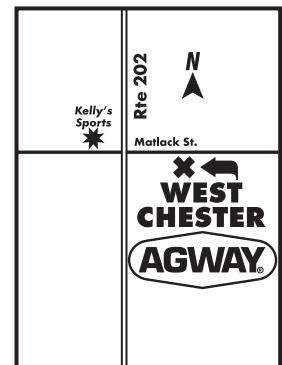 Rte 202
N
Kelly's
Sports
Matlack St.
WEST
CHESTER
AGWAY®